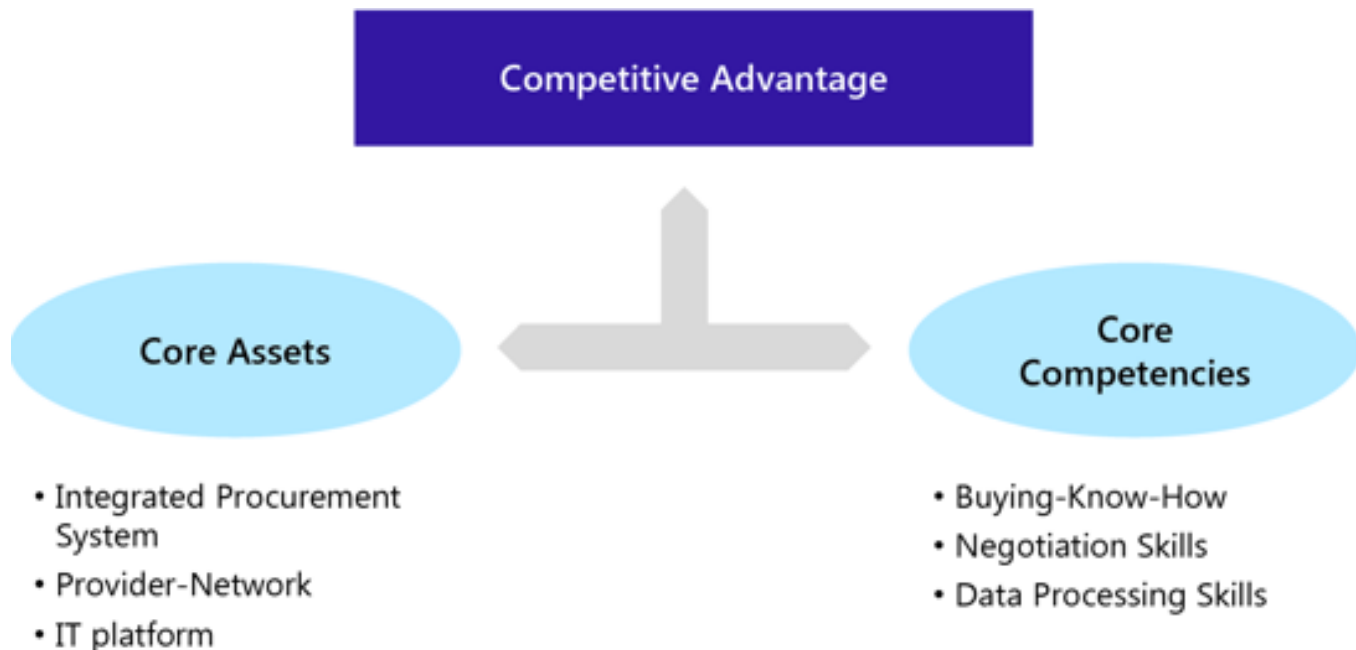 Competitive Advantage
Core Assets
Core
Competencies
• Integrated Procurement
System
• Provider-Network
• IT platform
• Buying-Know-How
• Negotiation Skills
• Data Processing Skills